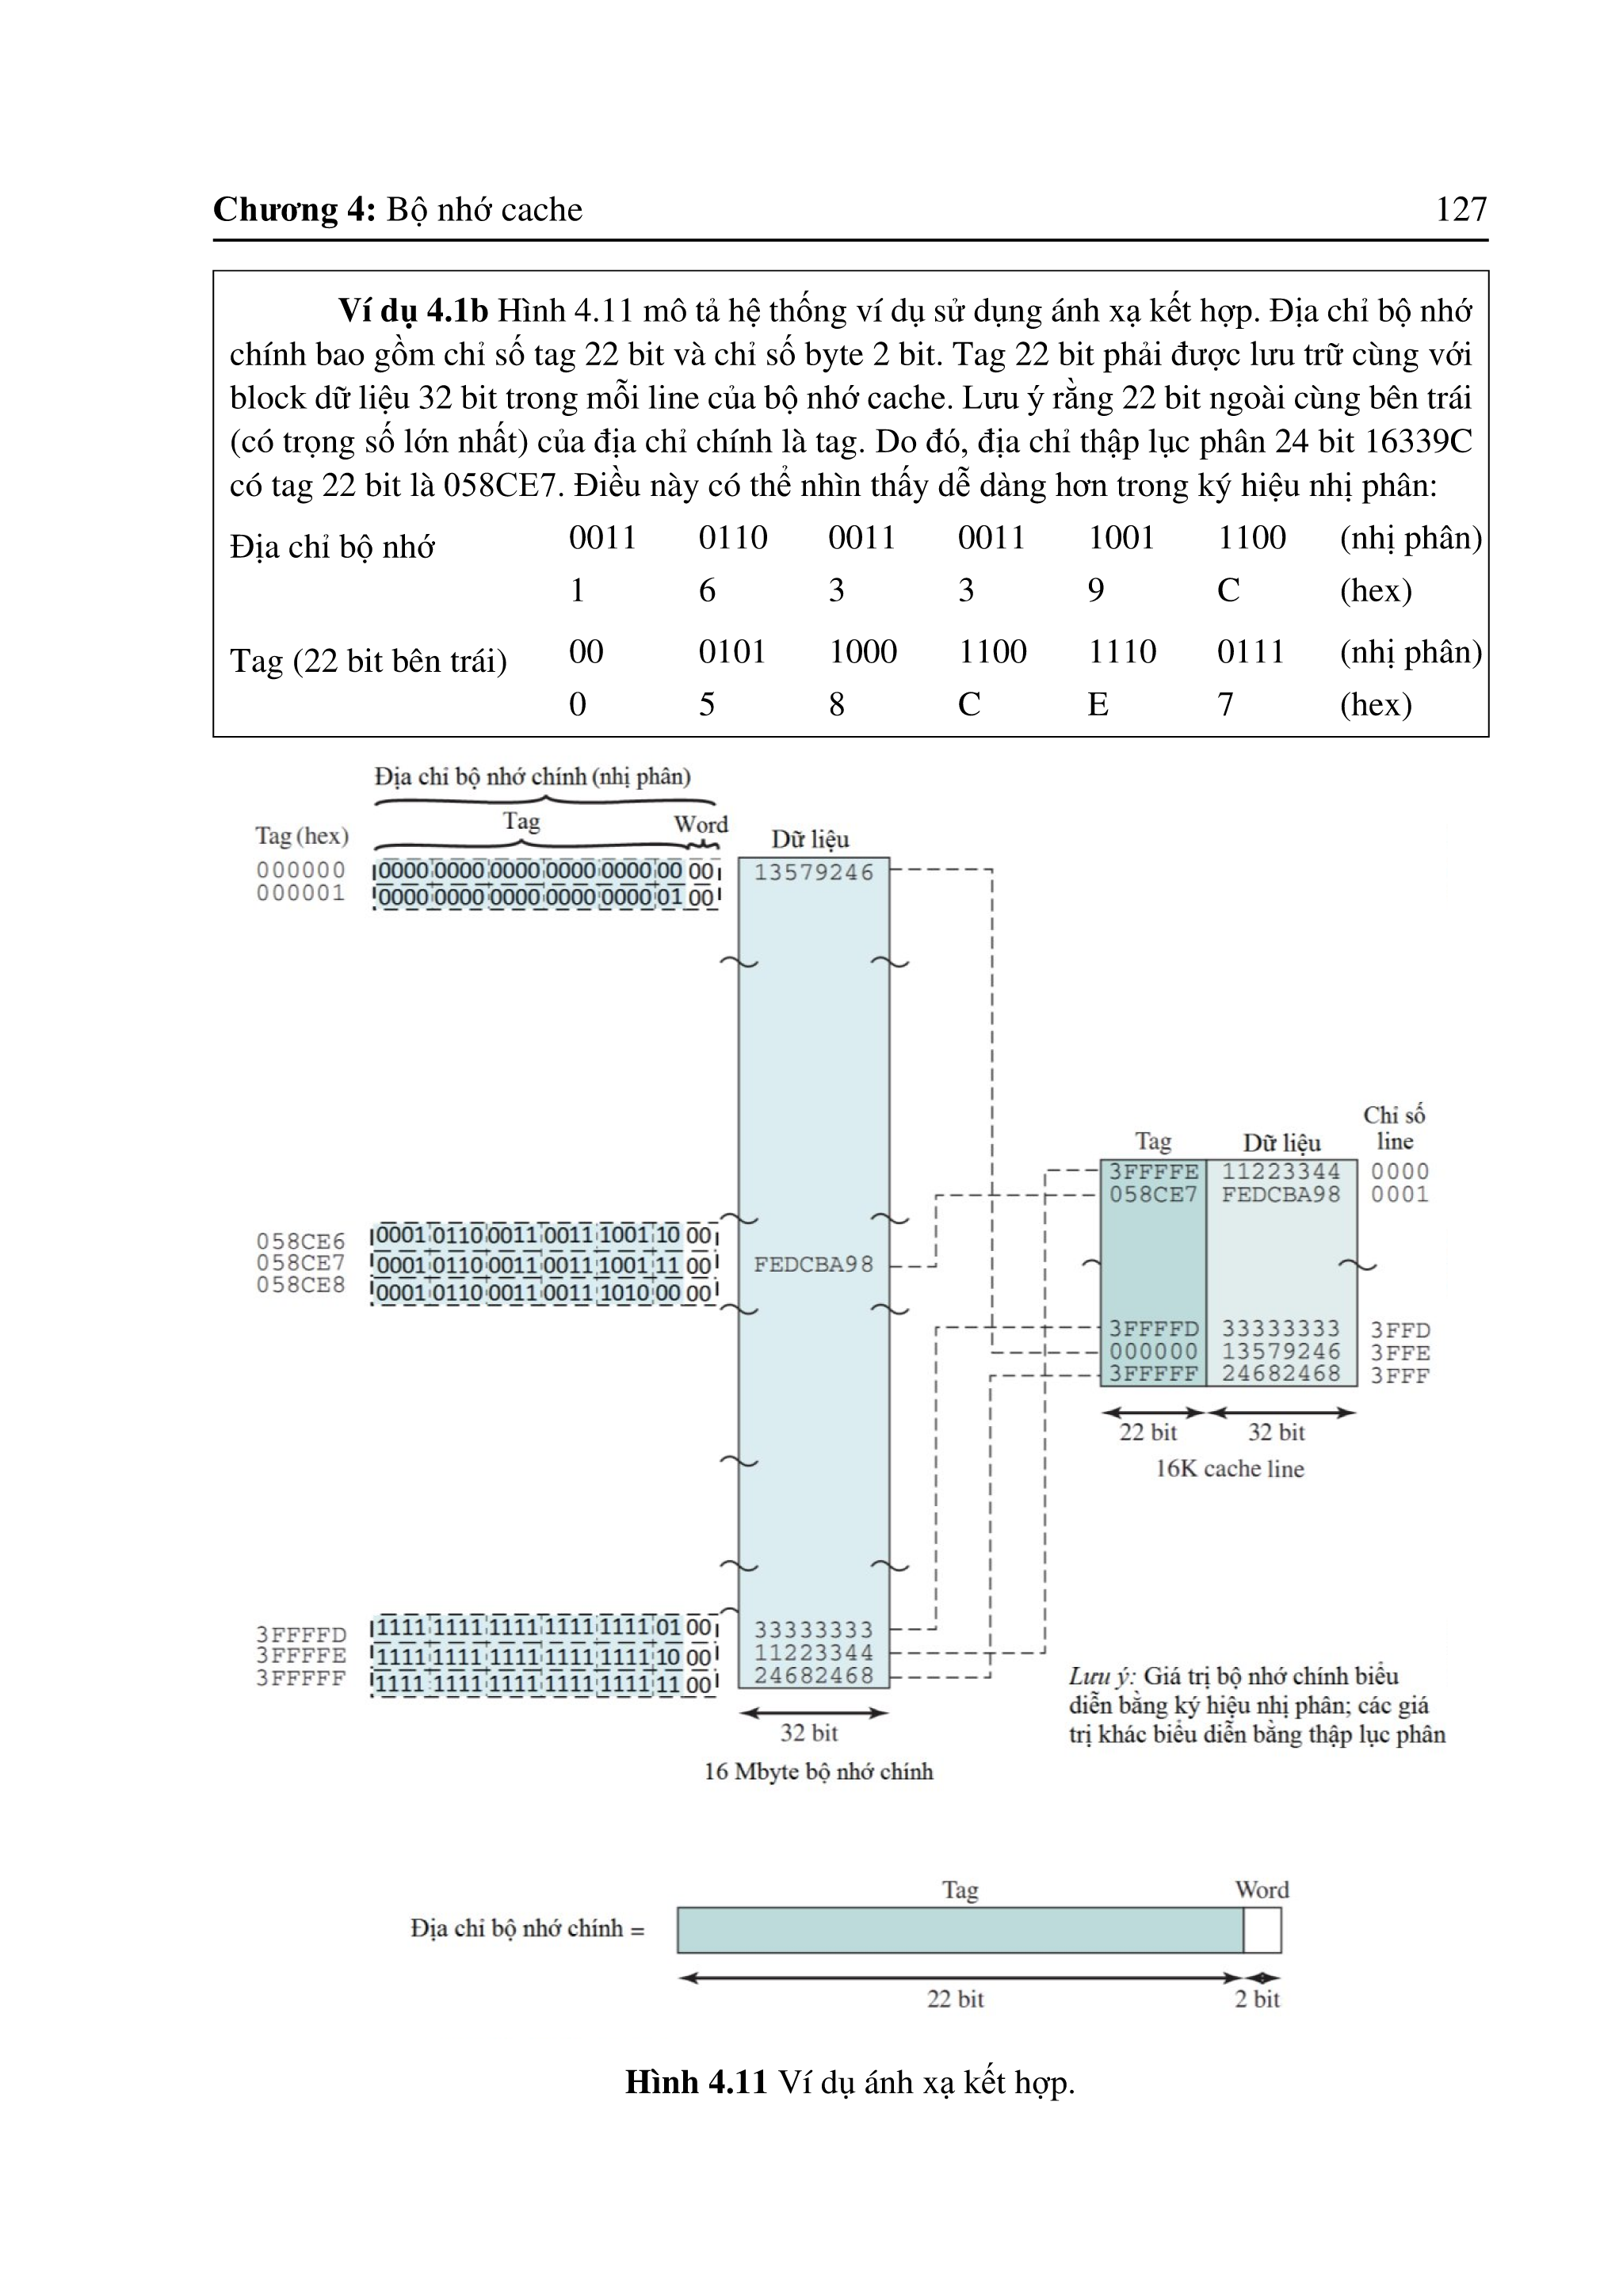 Chương 4: Bộ nhớ cache 127
Ví dụ 4.1b Hình 4.11 mô tả hệ thống ví dụ sử dụng ánh xạ kết hợp. Địa chỉ bộ nhớ
chính bao gồm chỉ số tag 22 bit và chỉ số byte 2 bit. Tag 22 bit phải được lưu trữ cùng với
block dữ liệu 32 bit trong mỗi line của bộ nhớ cache. Lưu ý rằng 22 bit ngoài cùng bên trái
(có trọng số lớn nhất) của địa chỉ chính là tag. Do đó, địa chỉ thập lục phân 24 bit 16339C
có tag 22 bit là 058CE7. Điều này có thể nhìn thấy dễ dàng hơn trong ký hiệu nhị phân:
Địa chỉ bộ nhớ 0011 0110 0011 0011 1001 1100 (nhị phân)
1 6 3 3 9 C (hex)
Tag (22 bit bên trái) 00 0101 1000 1100 1110 0111 (nhị phân)
0 5 8 C E 7 (hex)
Địa chỉ bộ nhớ chính (nhị phân)
Tag (hex) Tag Word Dữ liệu
000000 0000 0000 0000 0000 0000 00 00 13579246
000001 0000 0000 0000 0000 0000 01 00
Chỉ số
Tag Dữ liệu line
3FFFFE 11223344 0000
058CE7 FEDCBA98 0001
058CE6 0001 0110 0011 0011 1001 10 00
058CE7 0001 0110 0011 0011 1001 11 00 FEDCBA98
058CE8 0001 0110 0011 0011 1010 00 00
3FFFFD 33333333 3FFD
000000 13579246 3FFE
3FFFFF 24682468 3FFF
22 bit 32 bit
16K cache line
3FFFFD 1111 1111 1111 1111 1111 01 00 33333333
3FFFFE 1111 1111 1111 1111 1111 10 00 11223344
3FFFFF 1111 1111 1111 1111 1111 11 00 24682468
Lưu ý: Giá trị bộ nhớ chính biểu
diễn bằng ký hiệu nhị phân; các giá
trị khác biểu diễn bằng thập lục phân
32 bit
16 Mbyte bộ nhớ chính
Tag Word
Địa chỉ bộ nhớ chính =
22 bit 2 bit
Hình 4.11 Ví dụ ánh xạ kết hợp.